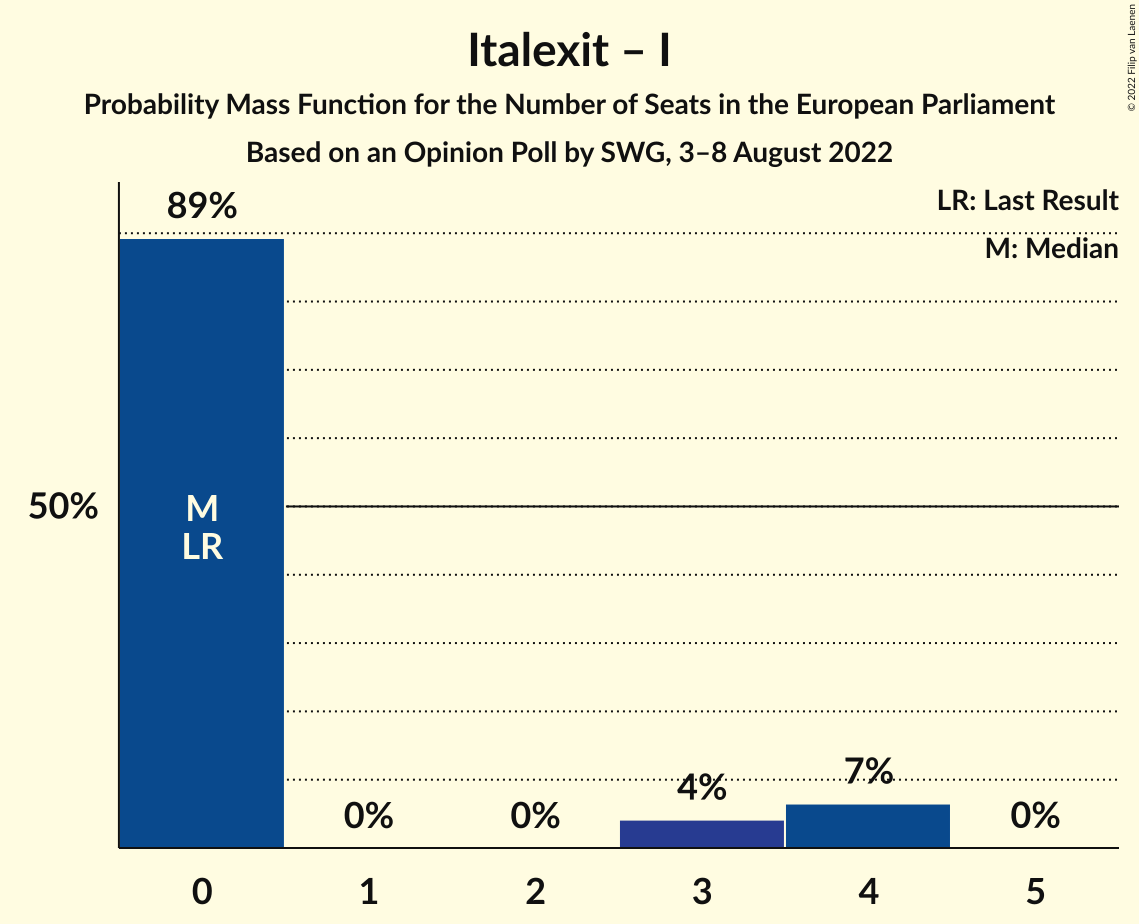 Italexit – I
Probability Mass Function for the Number of Seats in the European Parliament
Based on an Opinion Poll by SWG, 3–8 August 2022
© 2022 Filip van Laenen
LR: Last Result
M: Median
89%
50%
M
LR
0%
0%
4%
7%
0%
0
1
2
3
4
5